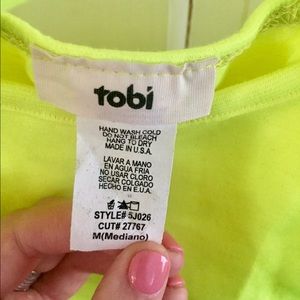 tobi
HAND WASH COLD
DO NOT BLEACH
HANG TO DRY
MADE IN U.S.A.
LAVAR A MANO
EN AGUA FRIA
NO USAR CLORO
SECAR COLGADO
HECHO EN E.U.A.
STYLE# 5J026
CUT# 27767
M(Mediano)